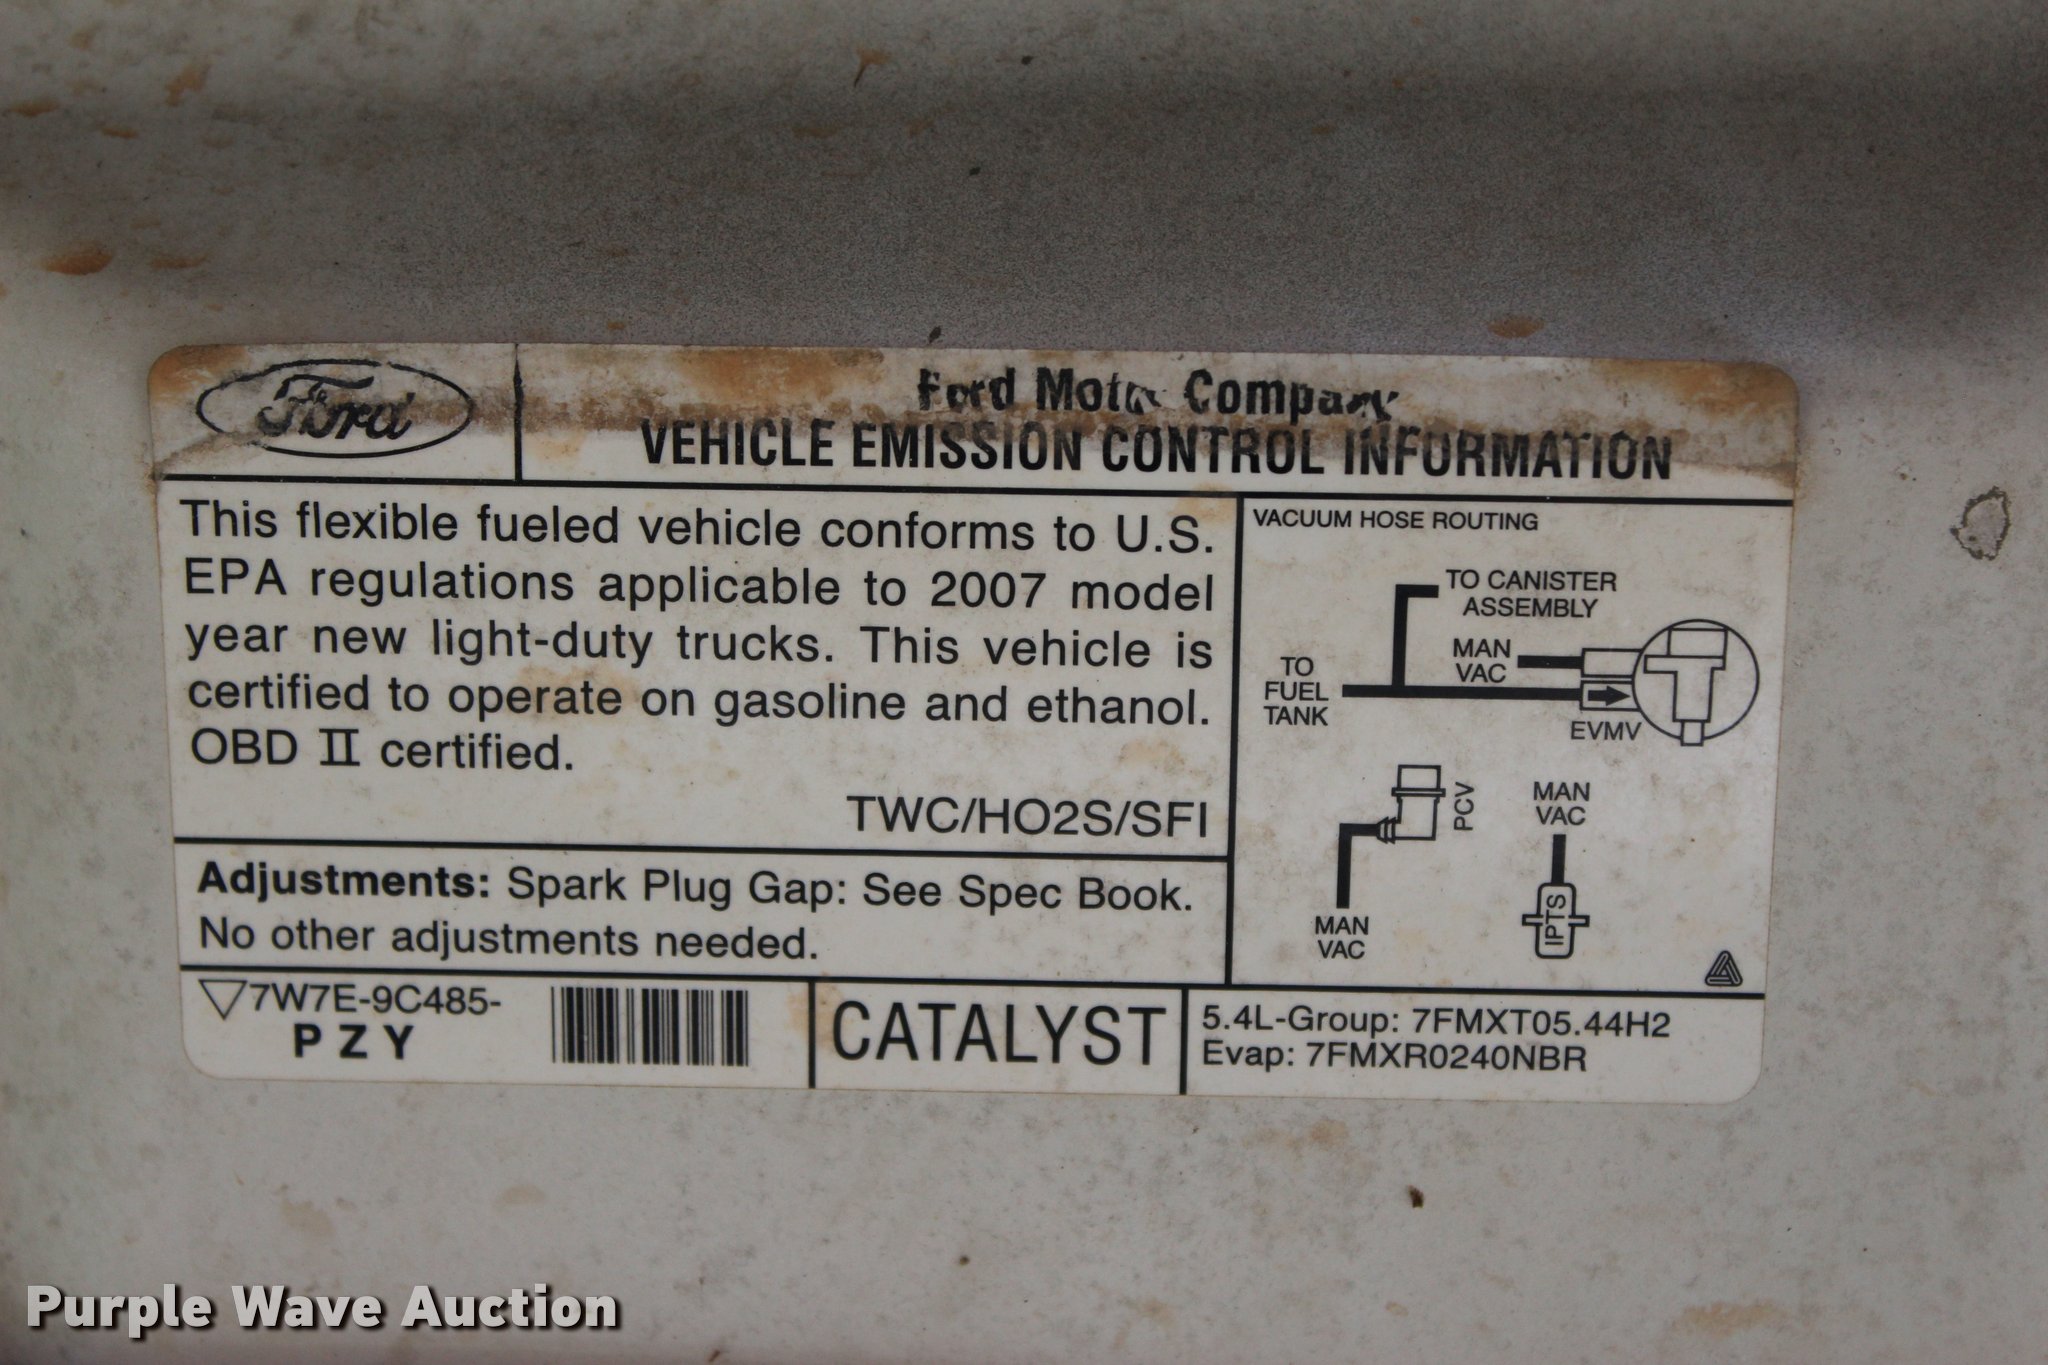 Ford
Ford Motor Company
VEHICLE EMISSION CONTROL INFORMATION
This flexible fueled vehicle conforms to U.S.
EPA regulations applicable to 2007 model
year new light-duty trucks. This vehicle is
certified to operate on gasoline and ethanol.
OBD II certified.
TWC/HO2S/SFI
Adjustments: Spark Plug Gap: See Spec Book.
No other adjustments needed.
VACUUM HOSE ROUTING
TO CANISTER
ASSEMBLY
MAN
VAC
TO
FUEL
TANK
EVMV
PCV
MAN
VAC
MAN
VAC
IPTS
7W7E-9C485-
PZY
CATALYST
5.4L-Group: 7FMXT05.44H2
Evap: 7FMXR0240NBR
Purple Wave Auction